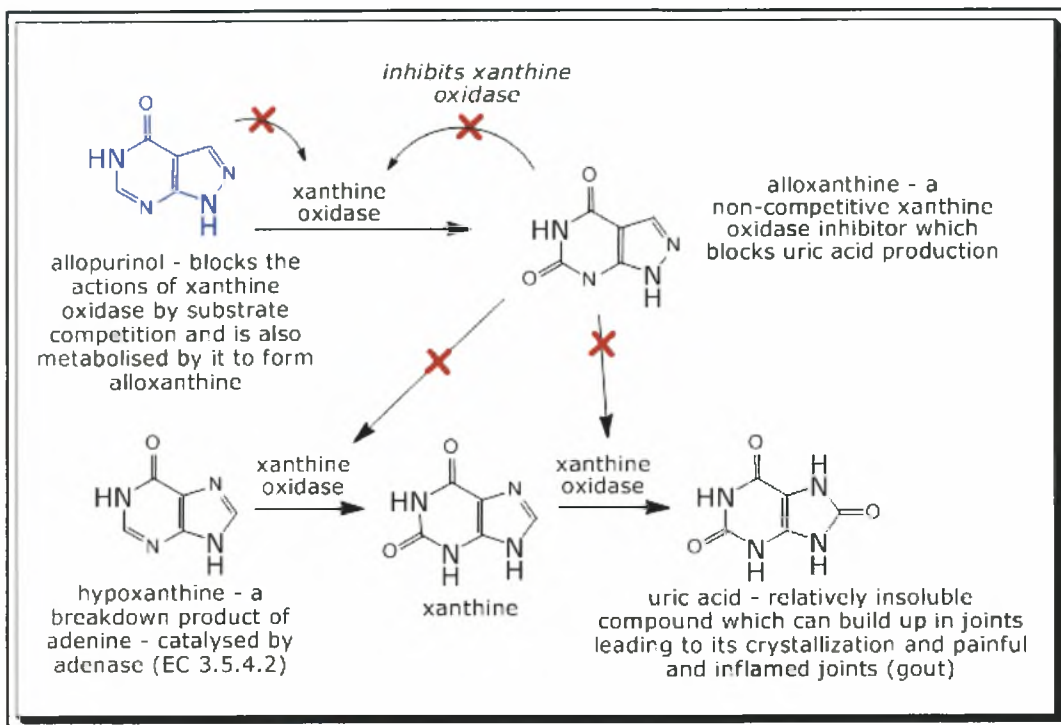 inhibits xanthine
oxidase
O
HN
N
N
N
H
xanthine
oxidase
allopurinol - blocks the
actions of xanthine
oxidase by substrate
competition and is also
metabolised by it to form
alloxanthine
O
HN
O
N
N
N
H
alloxanthine - a
non-competitive xanthine
oxidase inhibitor which
blocks uric acid production
O
HN
N
N
N
H
xanthine
oxidase
hypoxanthine - a
breakdown product of
adenine - catalysed by
adenase (EC 3.5.4.2)
O
HN
N
O
N
H
N
H
xanthine
xanthine
oxidase
O
H
N
HN
O
O
N
H
N
H
uric acid - relatively insoluble
compound which can build up in joints
leading to its crystallization and painful
and inflamed joints (gout)